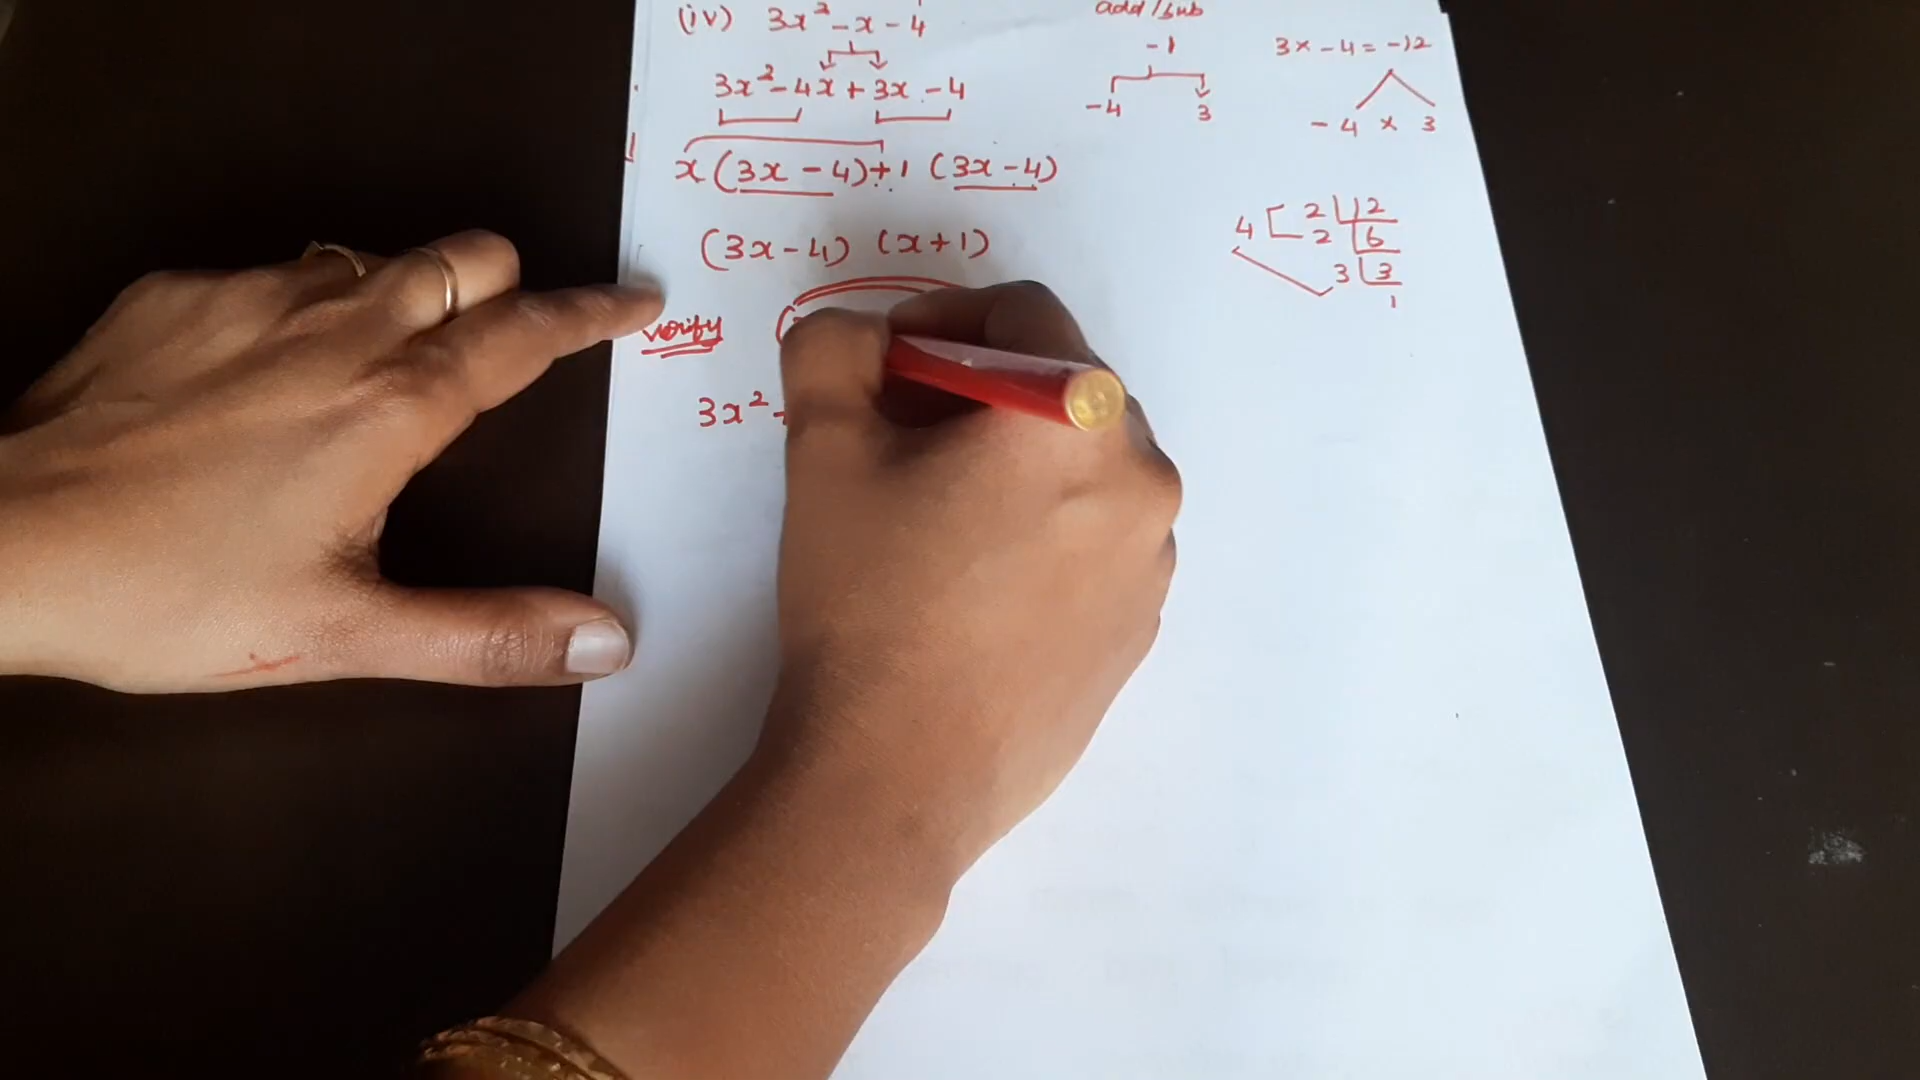 (iv) 3x² - x - 4
3x² - 4x + 3x - 4
x (3x - 4) + 1 (3x - 4)
(3x - 4) (x + 1)
verify (
3x² +
add/sub
-1
-4 3
3 × -4 = -12
-4 × 3
4 2 12
2 6
3 3
1